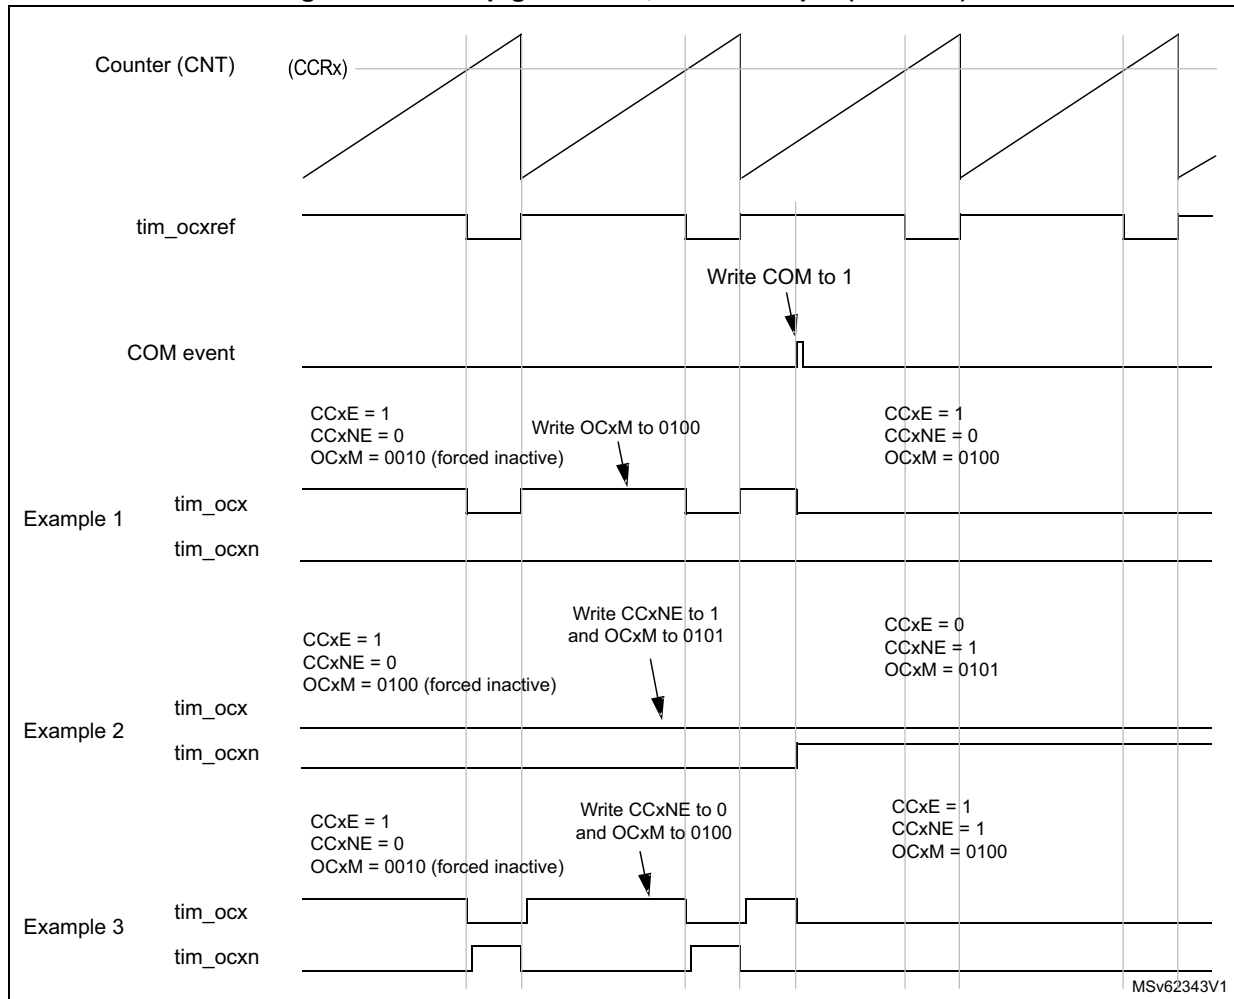 Counter (CNT)
(CCRx)
tim_ocxref
Write COM to 1
COM event
CCxE = 1
CCxNE = 0
OCxM = 0010 (forced inactive)
Write OCxM to 0100
CCxE = 1
CCxNE = 0
OCxM = 0100
Example 1
tim_ocx
tim_ocxn
CCxE = 1
CCxNE = 0
OCxM = 0100 (forced inactive)
Write CCxNE to 1
and OCxM to 0101
CCxE = 0
CCxNE = 1
OCxM = 0101
Example 2
tim_ocx
tim_ocxn
CCxE = 1
CCxNE = 0
OCxM = 0010 (forced inactive)
Write CCxNE to 0
and OCxM to 0100
CCxE = 1
CCxNE = 1
OCxM = 0100
Example 3
tim_ocx
tim_ocxn
MSv62343V1